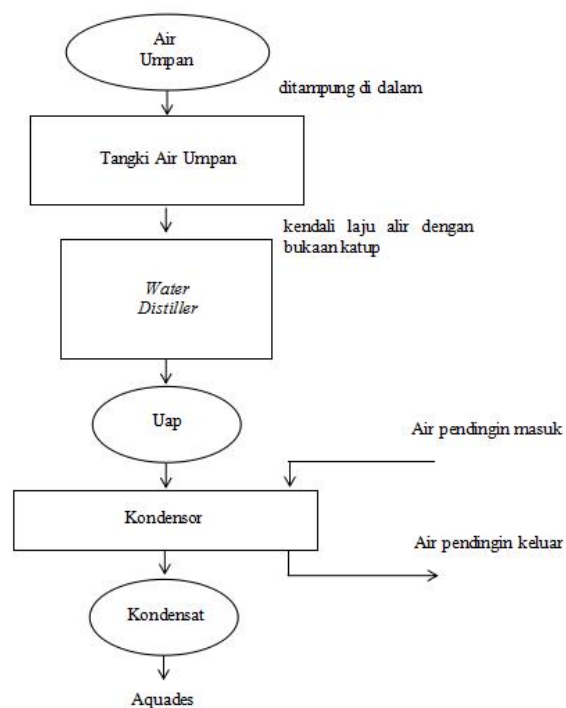 Air
Umpan
ditampung di dalam
Tangki Air Umpan
kendali laju alir dengan
bukaan katup
Water
Distiller
Uap
Air pendingin masuk
Kondensor
Air pendingin keluar
Kondensat
Aquades